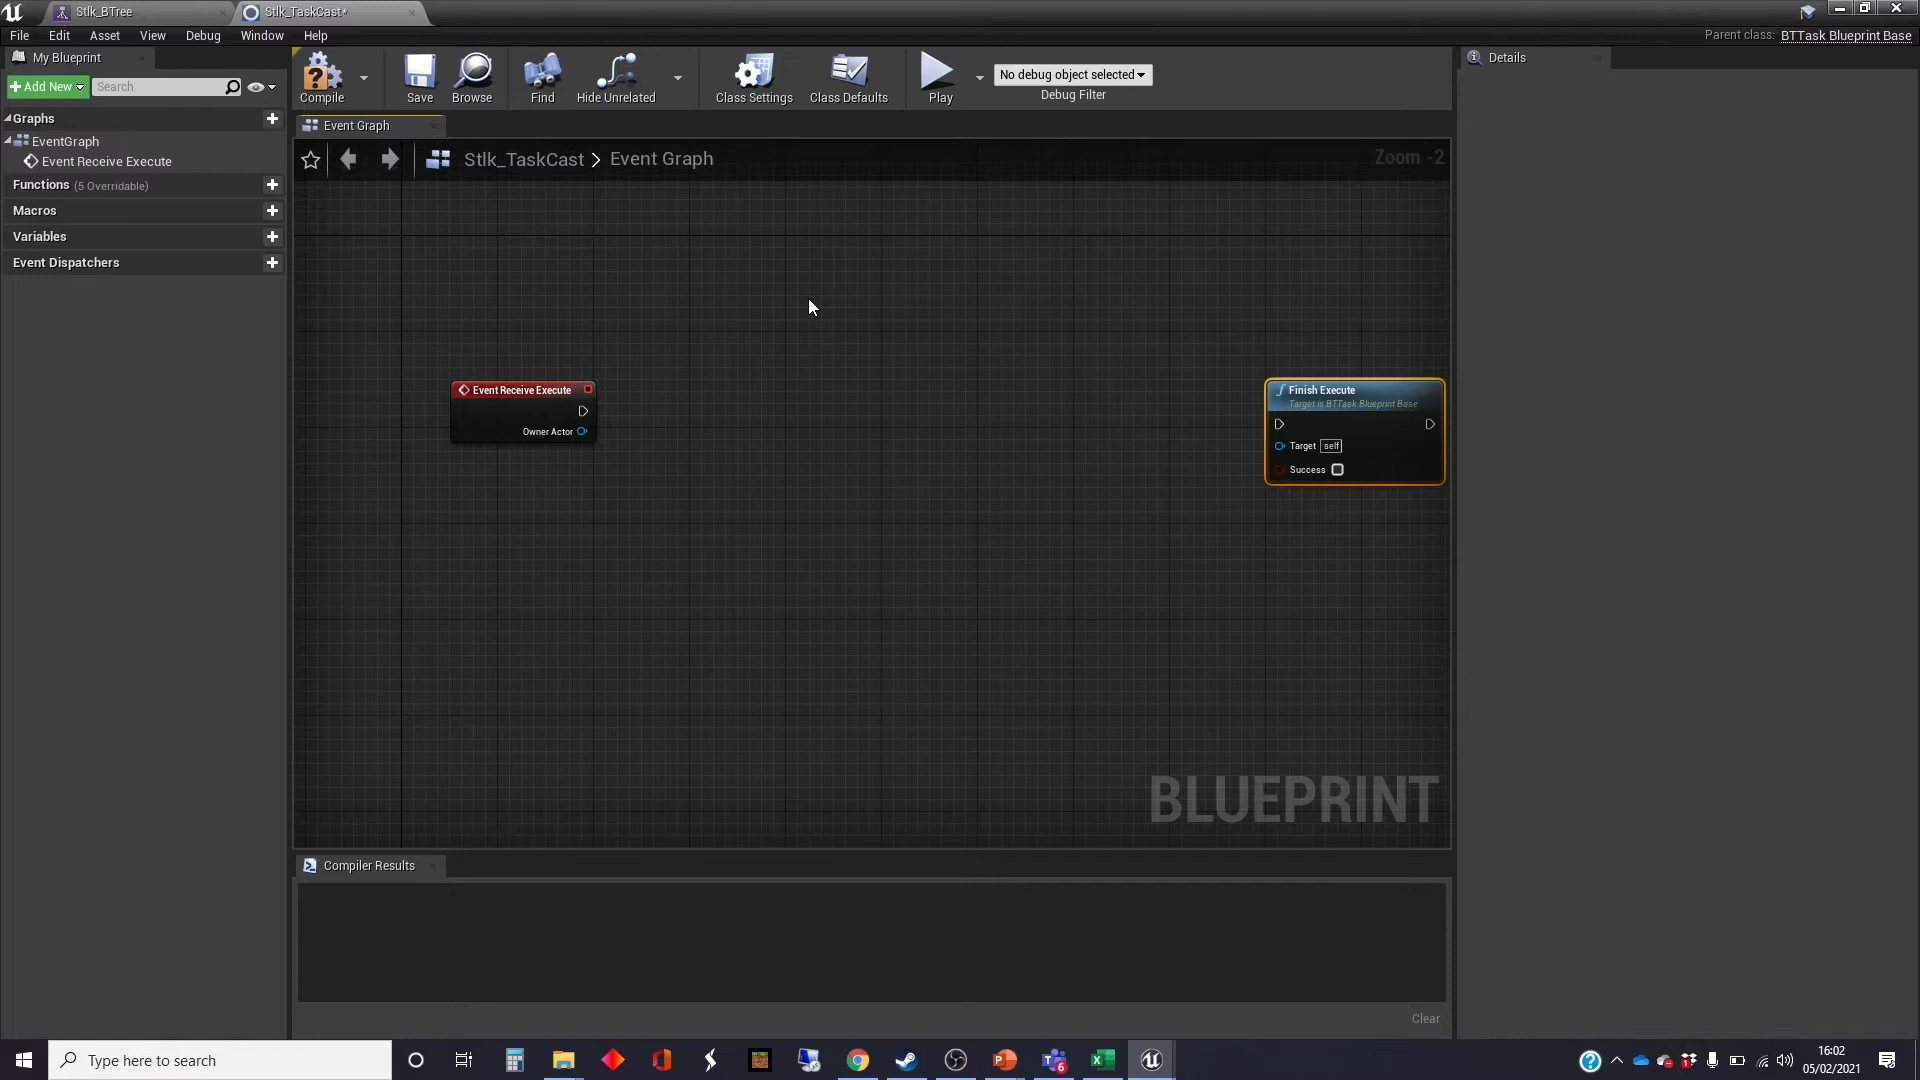 Stlk_BTree
Stlk_TaskCast*
File Edit Asset View Debug Window Help
Parent class: BTTask Blueprint Base
My Blueprint
Add New
Search
Graphs
EventGraph
Event Receive Execute
Functions (5 Overridable)
Macros
Variables
Event Dispatchers
Compile
Save
Browse
Find
Hide Unrelated
Class Settings
Class Defaults
Play
No debug object selected
Debug Filter
Event Graph
Stlk_TaskCast > Event Graph
Zoom -2
Event Receive Execute
Owner Actor
Finish Execute
Target is BTTask Blueprint Base
Target self
Success
BLUEPRINT
Compiler Results
Clear
Details
Type here to search
6
1
16:02
05/02/2021